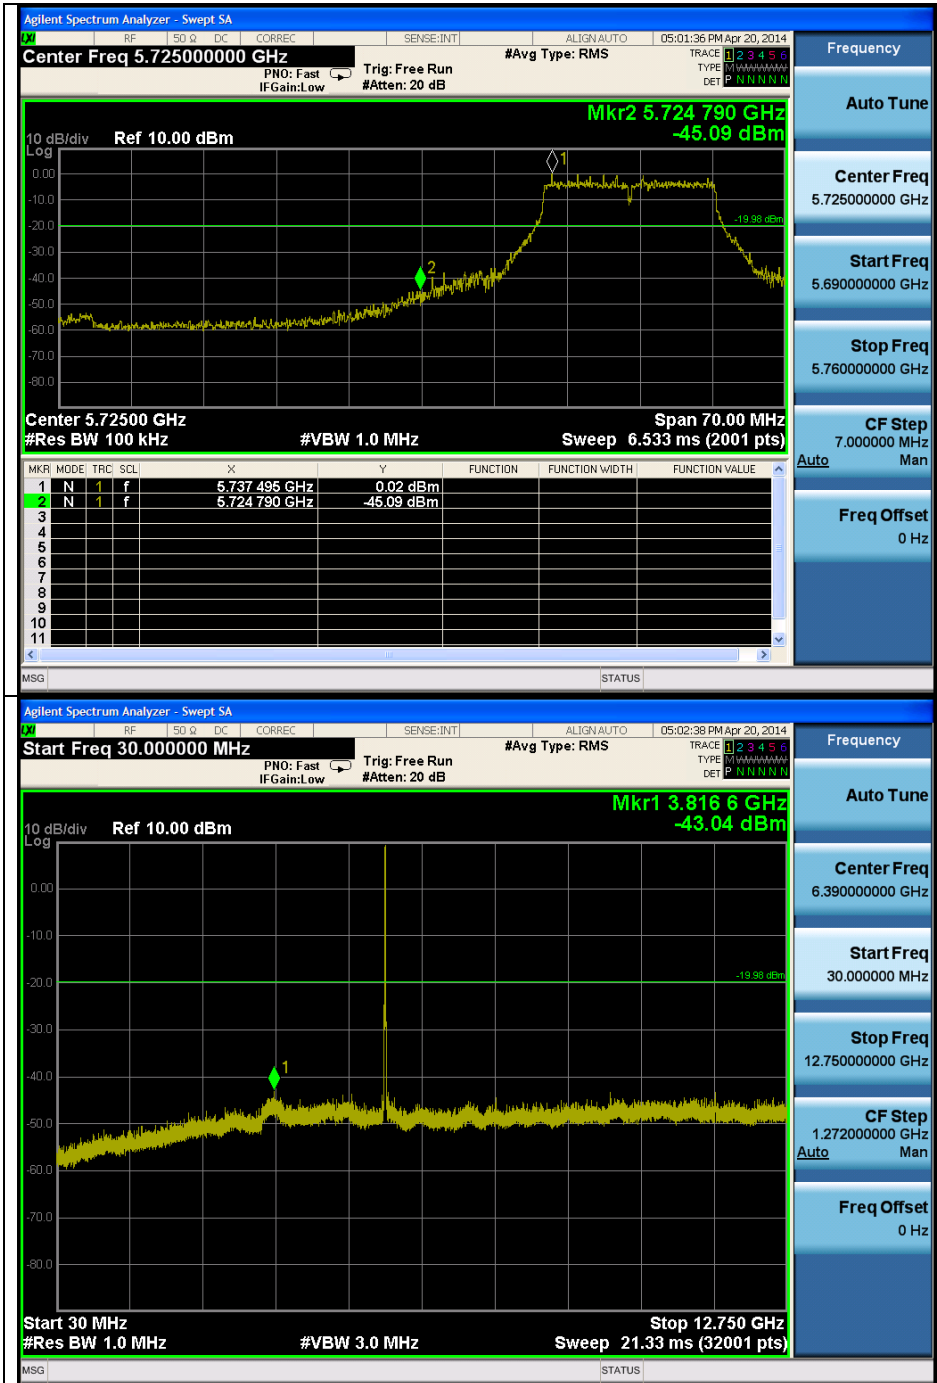 Agilent Spectrum Analyzer - Swept SA
LXI RF 50 Ω DC CORREC SENSE:INT ALIGN AUTO 05:01:36 PM Apr 20, 2014
Center Freq 5.725000000 GHz
PNO: Fast
IFGain:Low
Trig: Free Run
#Atten: 20 dB
#Avg Type: RMS
TRACE 1 2 3 4 5 6
TYPE M W W W W W
DET P N N N N N
Mkr2 5.724 790 GHz
-45.09 dBm
10 dB/div Ref 10.00 dBm
Log
0.00
-10.0
-20.0
-30.0
-40.0
-50.0
-60.0
-70.0
-80.0
1
2
-19.98 dBm
Center 5.72500 GHz Span 70.00 MHz
#Res BW 100 kHz #VBW 1.0 MHz Sweep 6.533 ms (2001 pts)
MKR MODE TRC SCL X Y FUNCTION FUNCTION WIDTH FUNCTION VALUE
1 N 1 f 5.737 495 GHz 0.02 dBm
2 N 1 f 5.724 790 GHz -45.09 dBm
3
4
5
6
7
8
9
10
11
MSG STATUS
Frequency
Auto Tune
Center Freq
5.725000000 GHz
Start Freq
5.690000000 GHz
Stop Freq
5.760000000 GHz
CF Step
7.000000 MHz
Auto Man
Freq Offset
0 Hz
Agilent Spectrum Analyzer - Swept SA
LXI RF 50 Ω DC CORREC SENSE:INT ALIGN AUTO 05:02:38 PM Apr 20, 2014
Start Freq 30.000000 MHz
PNO: Fast
IFGain:Low
Trig: Free Run
#Atten: 20 dB
#Avg Type: RMS
TRACE 1 2 3 4 5 6
TYPE M W W W W W
DET P N N N N N
Mkr1 3.816 6 GHz
-43.04 dBm
10 dB/div Ref 10.00 dBm
Log
0.00
-10.0
-20.0
-30.0
-40.0
-50.0
-60.0
-70.0
-80.0
1
-19.98 dBm
Start 30 MHz Stop 12.750 GHz
#Res BW 1.0 MHz #VBW 3.0 MHz Sweep 21.33 ms (32001 pts)
MSG STATUS
Frequency
Auto Tune
Center Freq
6.390000000 GHz
Start Freq
30.000000 MHz
Stop Freq
12.750000000 GHz
CF Step
1.272000000 GHz
Auto Man
Freq Offset
0 Hz